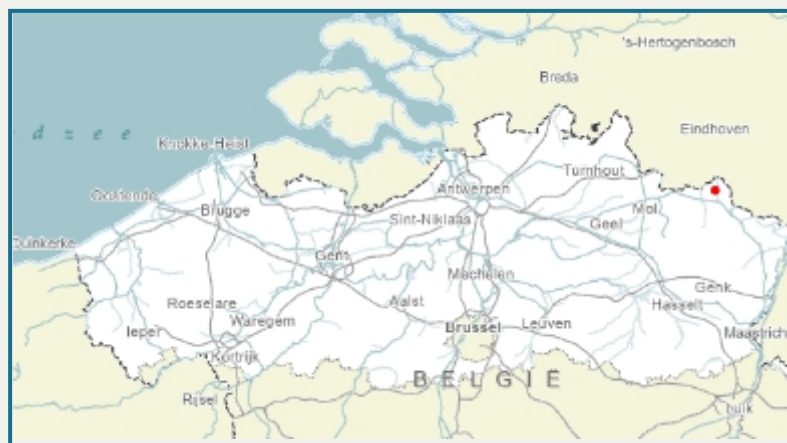 's-Hertogenbosch
Breda
d z e e
Eindhoven
Knokke-Heist
Turnhout
Oostende
Antwerpen
Brugge
Mol
Sint-Niklaas
Geel
Duinkerke
Gent
Mechelen
Genk
Roeselare
Aalst
Hasselt
Ieper
Waregem
Brussel
Leuven
Maastrich
Kortrijk
BELGIË
Rijsel
Luik